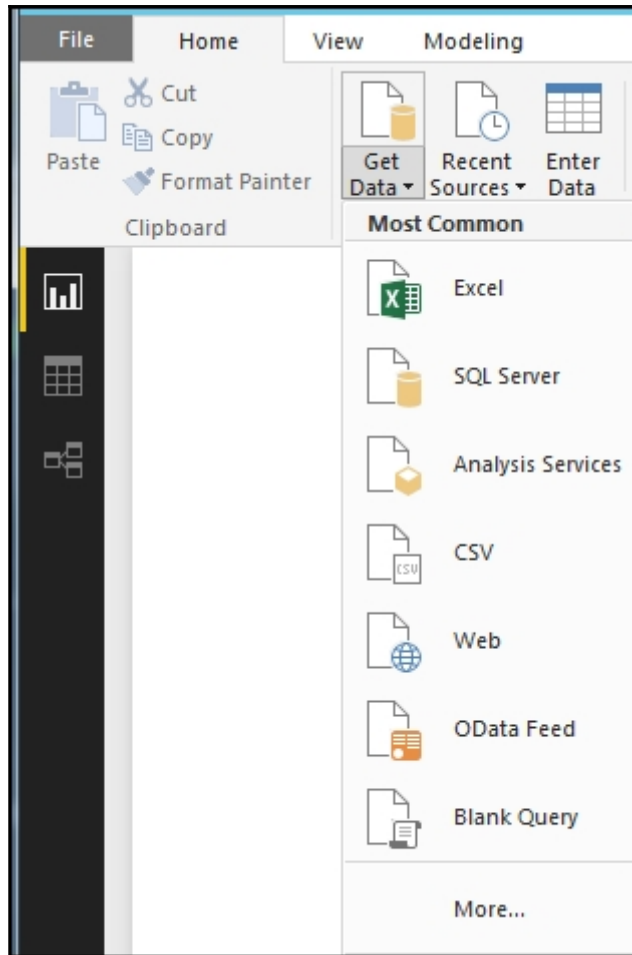 File Home View Modeling
Cut
Copy
Paste
Format Painter
Get Data
Recent Sources
Enter Data
Clipboard
Most Common
Excel
SQL Server
Analysis Services
CSV
CSV
Web
OData Feed
Blank Query
More...